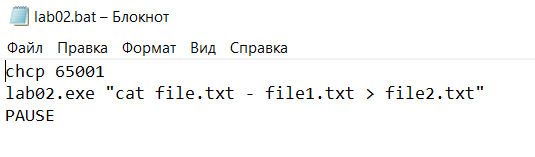 lab02.bat – Блокнот
Файл Правка Формат Вид Справка
chcp 65001
lab02.exe "cat file.txt - file1.txt > file2.txt"
PAUSE